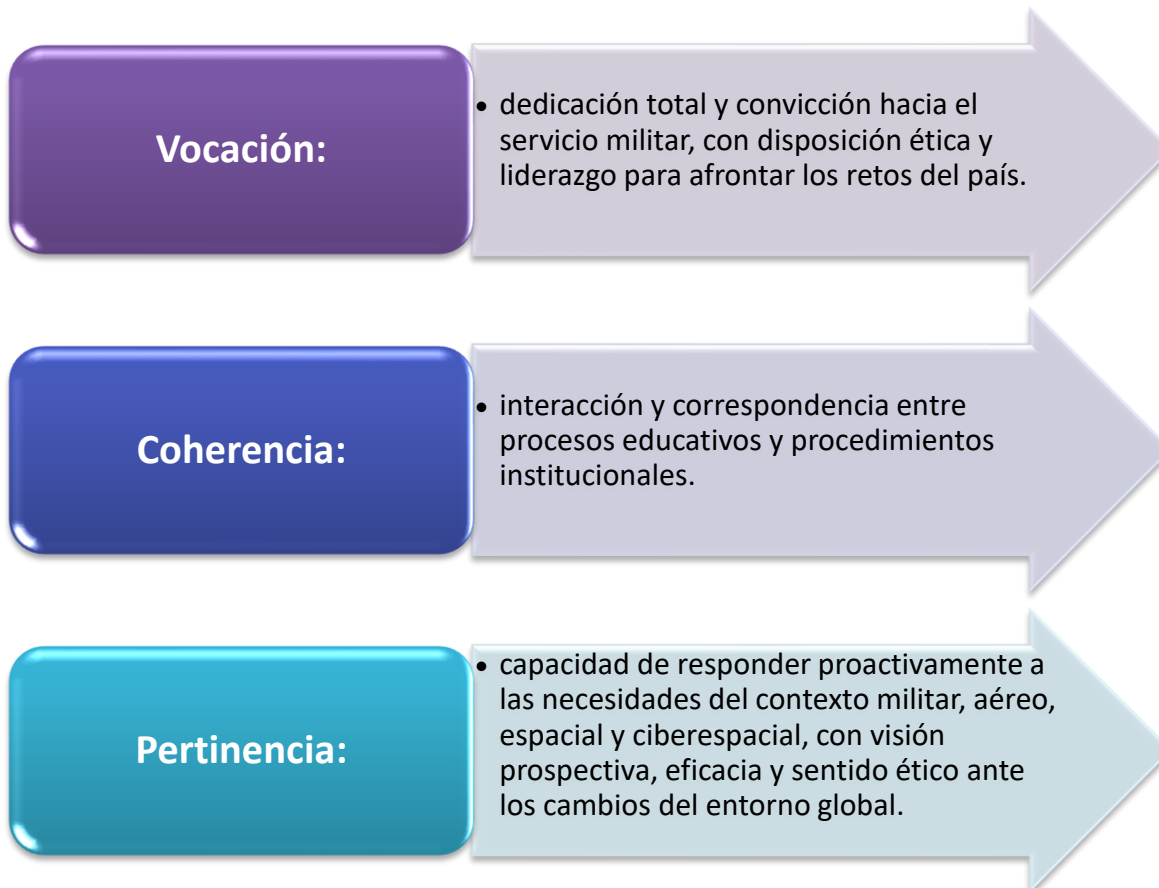 Vocación:
• dedicación total y convicción hacia el
servicio militar, con disposición ética y
liderazgo para afrontar los retos del país.
Coherencia:
• interacción y correspondencia entre
procesos educativos y procedimientos
institucionales.
Pertinencia:
• capacidad de responder proactivamente a
las necesidades del contexto militar, aéreo,
espacial y ciberespacial, con visión
prospectiva, eficacia y sentido ético ante
los cambios del entorno global.